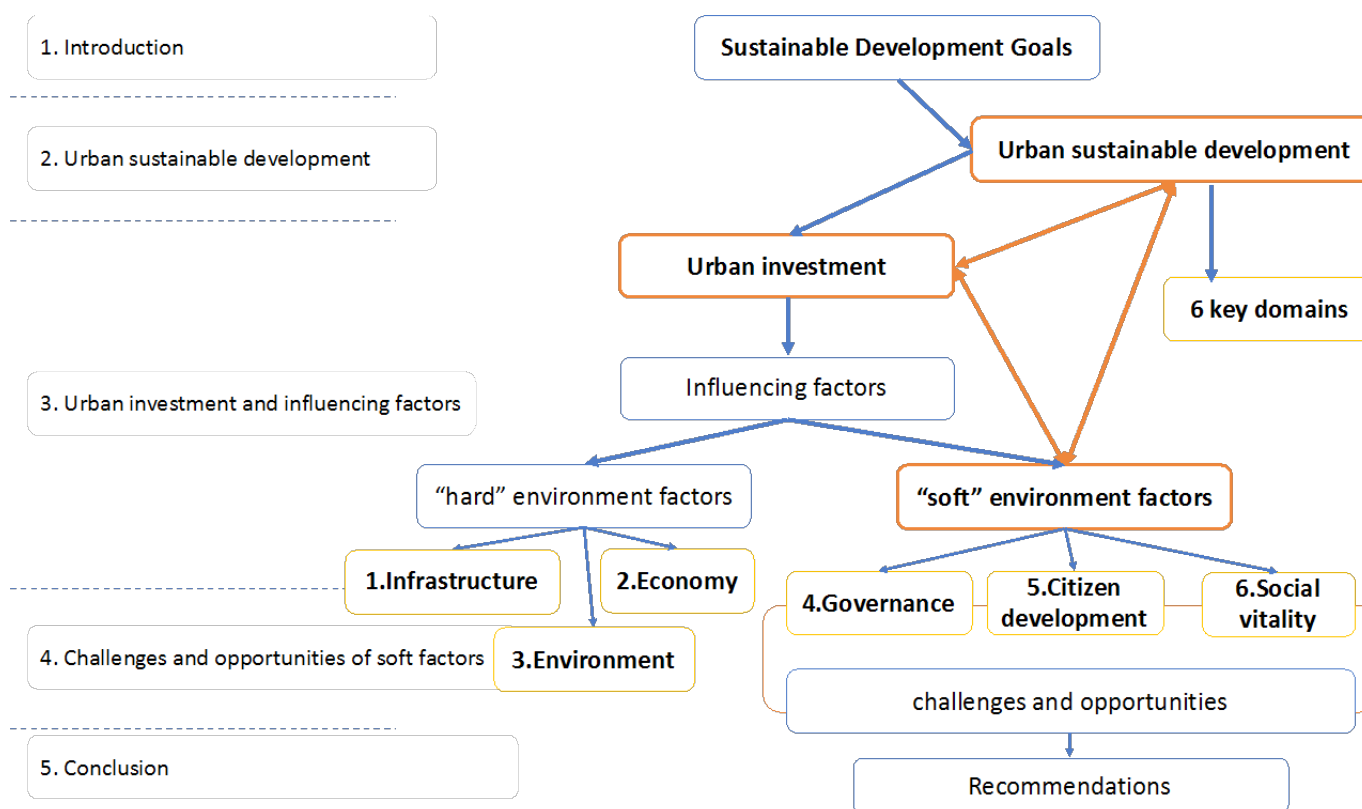 1. Introduction
Sustainable Development Goals
2. Urban sustainable development
Urban sustainable development
Urban investment
6 key domains
3. Urban investment and influencing factors
Influencing factors
“hard” environment factors
“soft” environment factors
1.Infrastructure
2.Economy
3.Environment
4.Governance
5.Citizen
development
6.Social
vitality
4. Challenges and opportunities of soft factors
challenges and opportunities
5. Conclusion
Recommendations